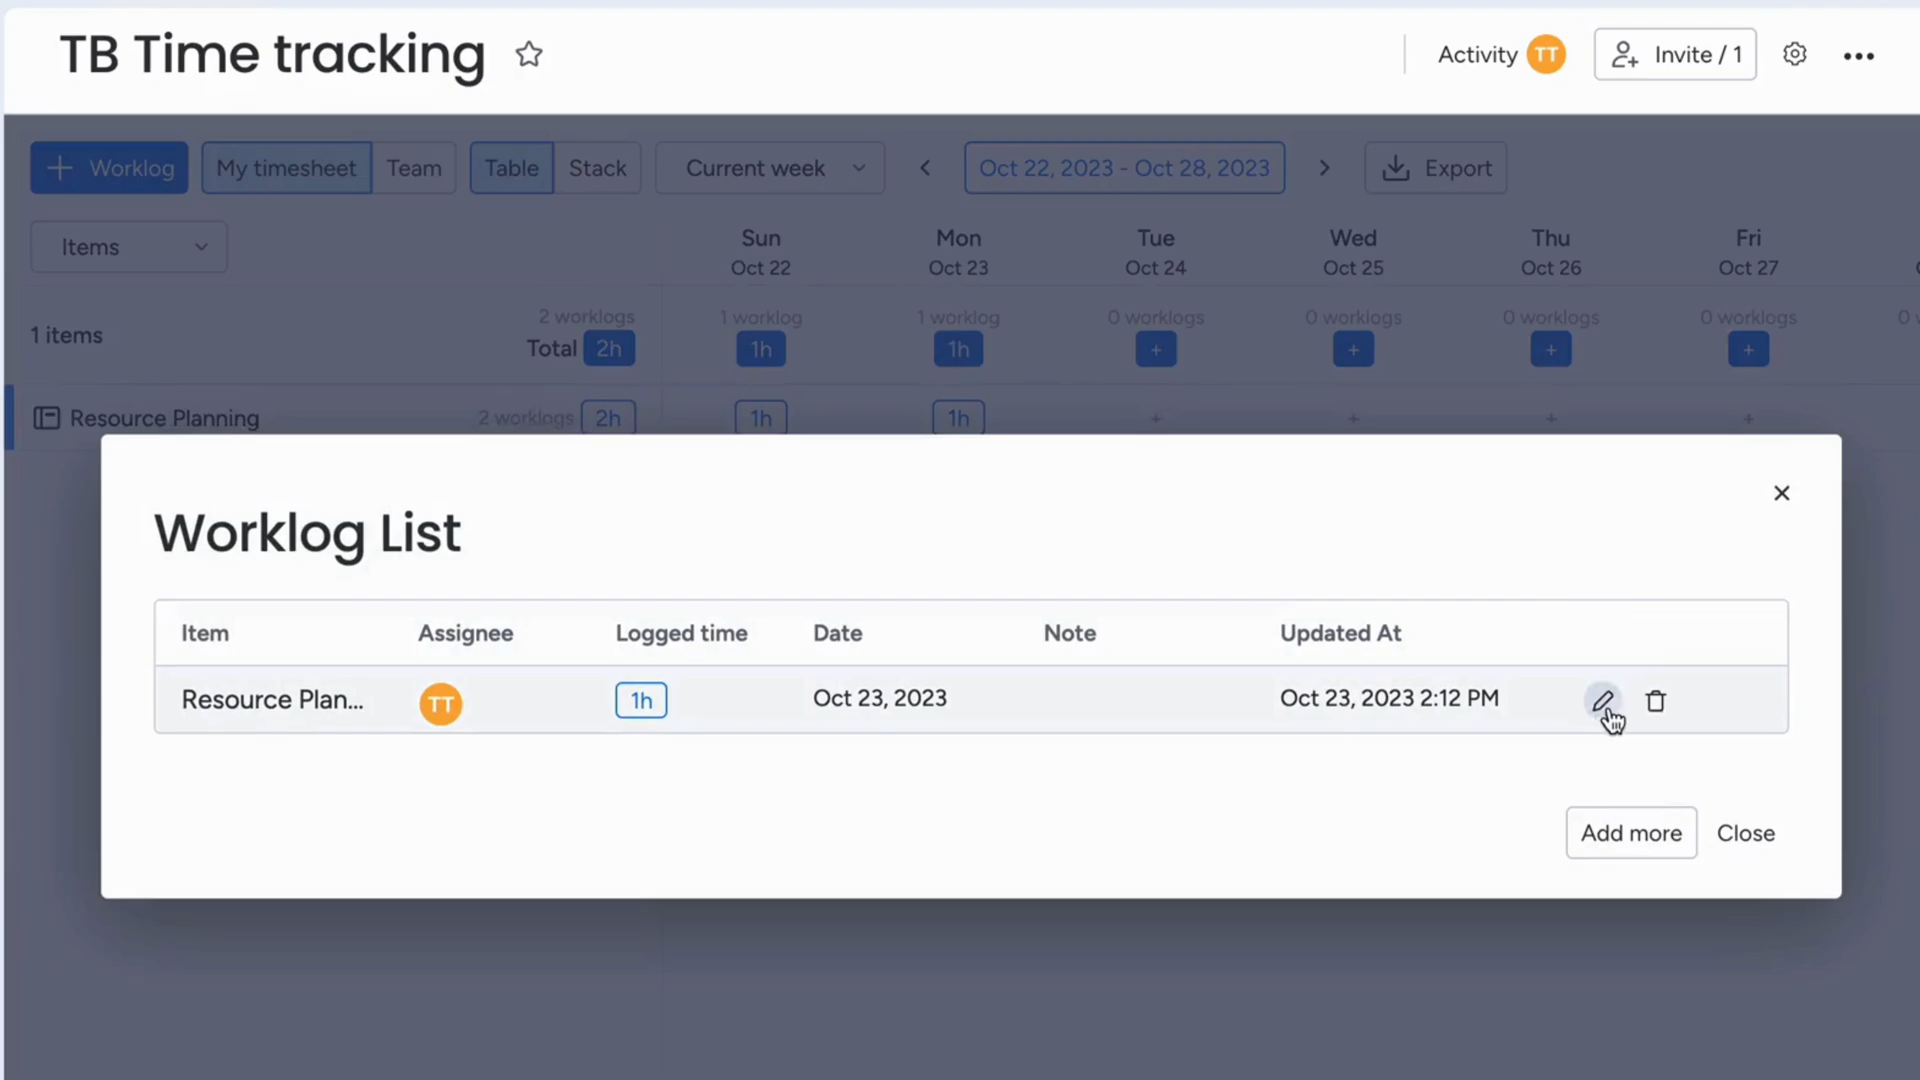 TB Time tracking
Activity TT Invite / 1
Worklog My timesheet Team Table Stack Current week Oct 22, 2023 - Oct 28, 2023 Export
Items
Sun Mon Tue Wed Thu Fri
Oct 22 Oct 23 Oct 24 Oct 25 Oct 26 Oct 27
2 worklogs 1 worklog 1 worklog 0 worklogs 0 worklogs 0 worklogs 0 worklogs
1 items
Total 2h 1h 1h + + + +
Resource Planning 2 worklogs 2h 1h 1h + + + +
Worklog List
Item Assignee Logged time Date Note Updated At
Resource Plan... TT 1h Oct 23, 2023 Oct 23, 2023 2:12 PM
Add more Close